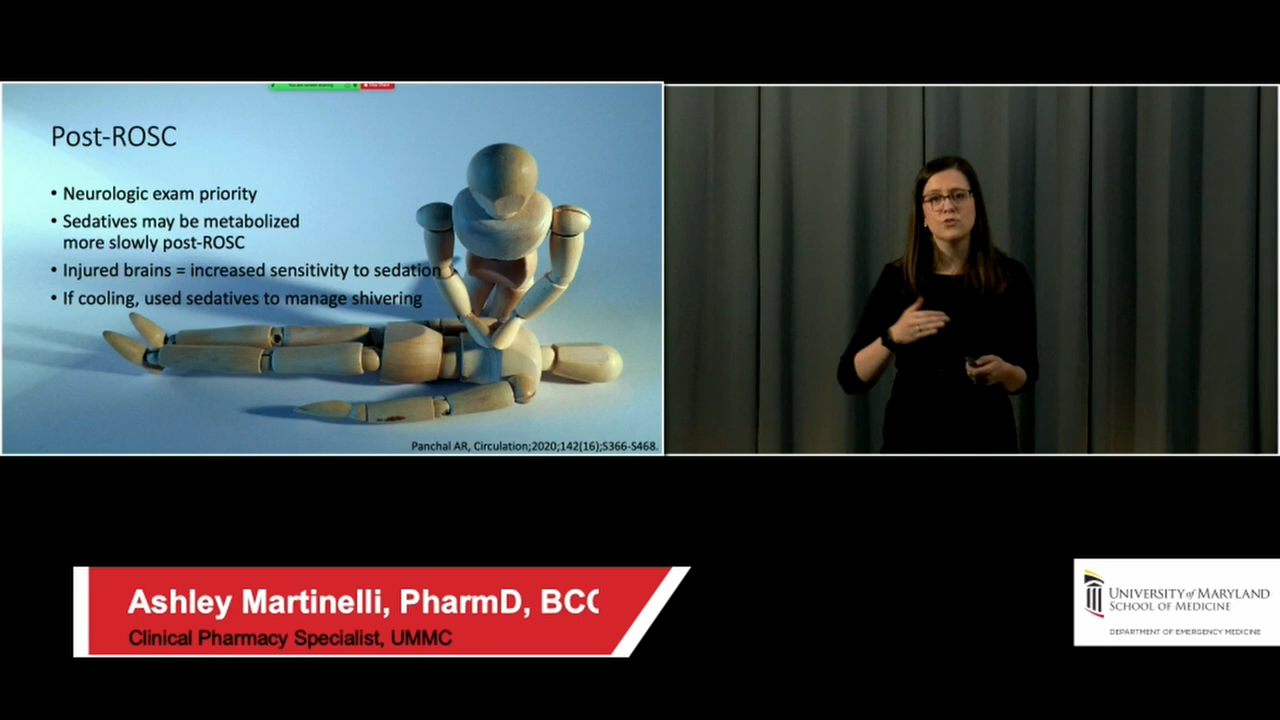 Post-ROSC
• Neurologic exam priority
• Sedatives may be metabolized
more slowly post-ROSC
• Injured brains = increased sensitivity to sedation
• If cooling, used sedatives to manage shivering
Panchal AR, Circulation;2020;142(16);S366-S468.
Ashley Martinelli, PharmD, BCC
Clinical Pharmacy Specialist, UMMC
UNIVERSITY of MARYLAND
SCHOOL OF MEDICINE
DEPARTMENT OF EMERGENCY MEDICINE